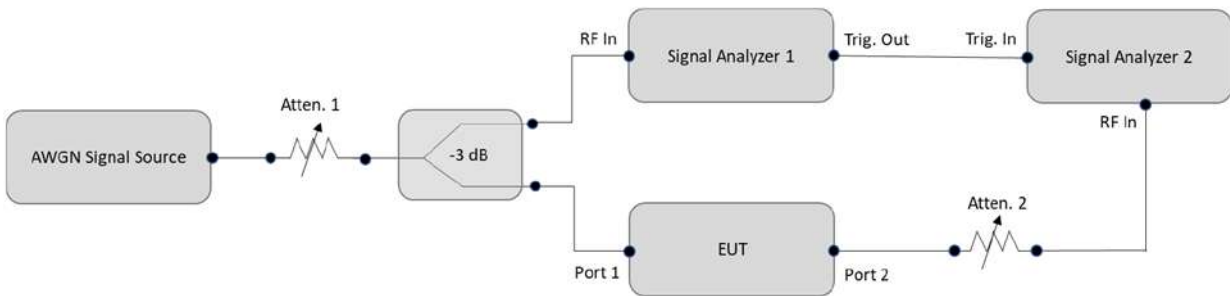 RF In
Signal Analyzer 1
Trig. Out
Trig. In
Signal Analyzer 2
RF In
Atten. 1
AWGN Signal Source
-3 dB
Atten. 2
EUT
Port 1
Port 2